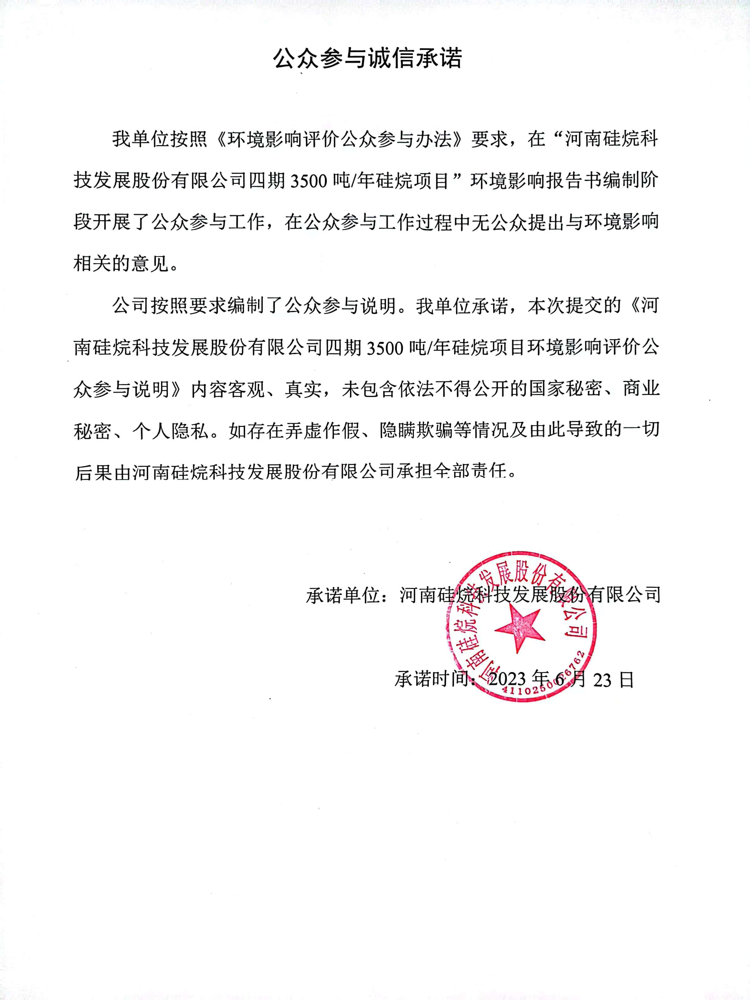 公众参与诚信承诺
我单位按照《环境影响评价公众参与办法》要求，在“河南硅烷科
技发展股份有限公司四期 3500 吨/年硅烷项目”环境影响报告书编制阶
段开展了公众参与工作，在公众参与工作过程中无公众提出与环境影响
相关的意见。
公司按照要求编制了公众参与说明。我单位承诺，本次提交的《河
南硅烷科技发展股份有限公司四期 3500 吨/年硅烷项目环境影响评价公
众参与说明》内容客观、真实，未包含依法不得公开的国家秘密、商业
秘密、个人隐私。如存在弄虚作假、隐瞒欺骗等情况及由此导致的一切
后果由河南硅烷科技发展股份有限公司承担全部责任。
承诺单位：河南硅烷科技发展股份有限公司
承诺时间：2023 年 6 月 23 日
河南硅烷科技发展股份有限公司
4110250026762